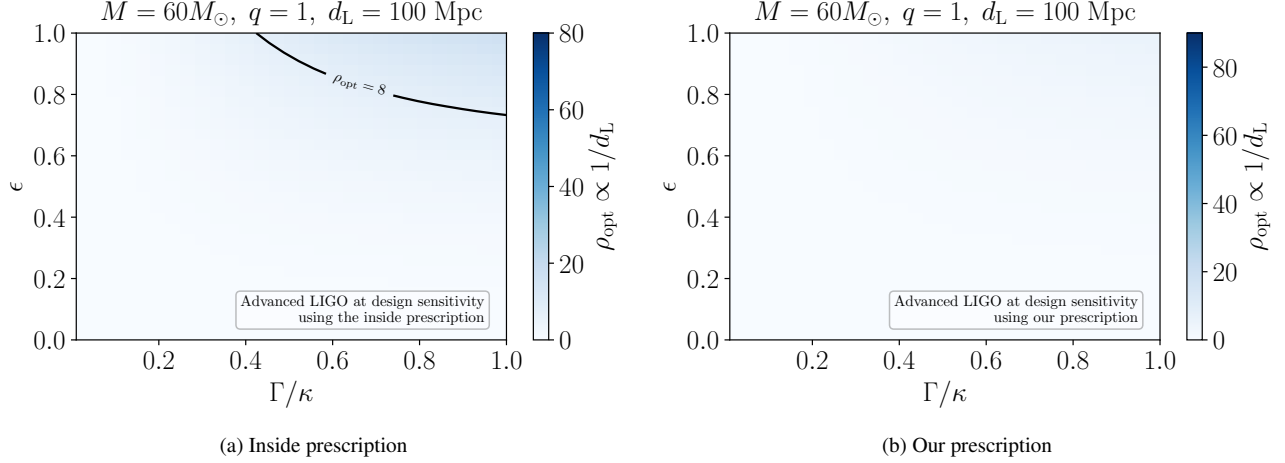 M = 60M⊙, q = 1, d_L = 100 Mpc
1.0
0.8
0.6
0.4
0.2
0.0
ϵ
ρ_opt = 8
Advanced LIGO at design sensitivity
using the inside prescription
0.2 0.4 0.6 0.8 1.0
Γ/κ
80
60
40
20
0
ρ_opt ∝ 1/d_L
(a) Inside prescription
M = 60M⊙, q = 1, d_L = 100 Mpc
1.0
0.8
0.6
0.4
0.2
0.0
ϵ
Advanced LIGO at design sensitivity
using our prescription
0.2 0.4 0.6 0.8 1.0
Γ/κ
80
60
40
20
0
ρ_opt ∝ 1/d_L
(b) Our prescription